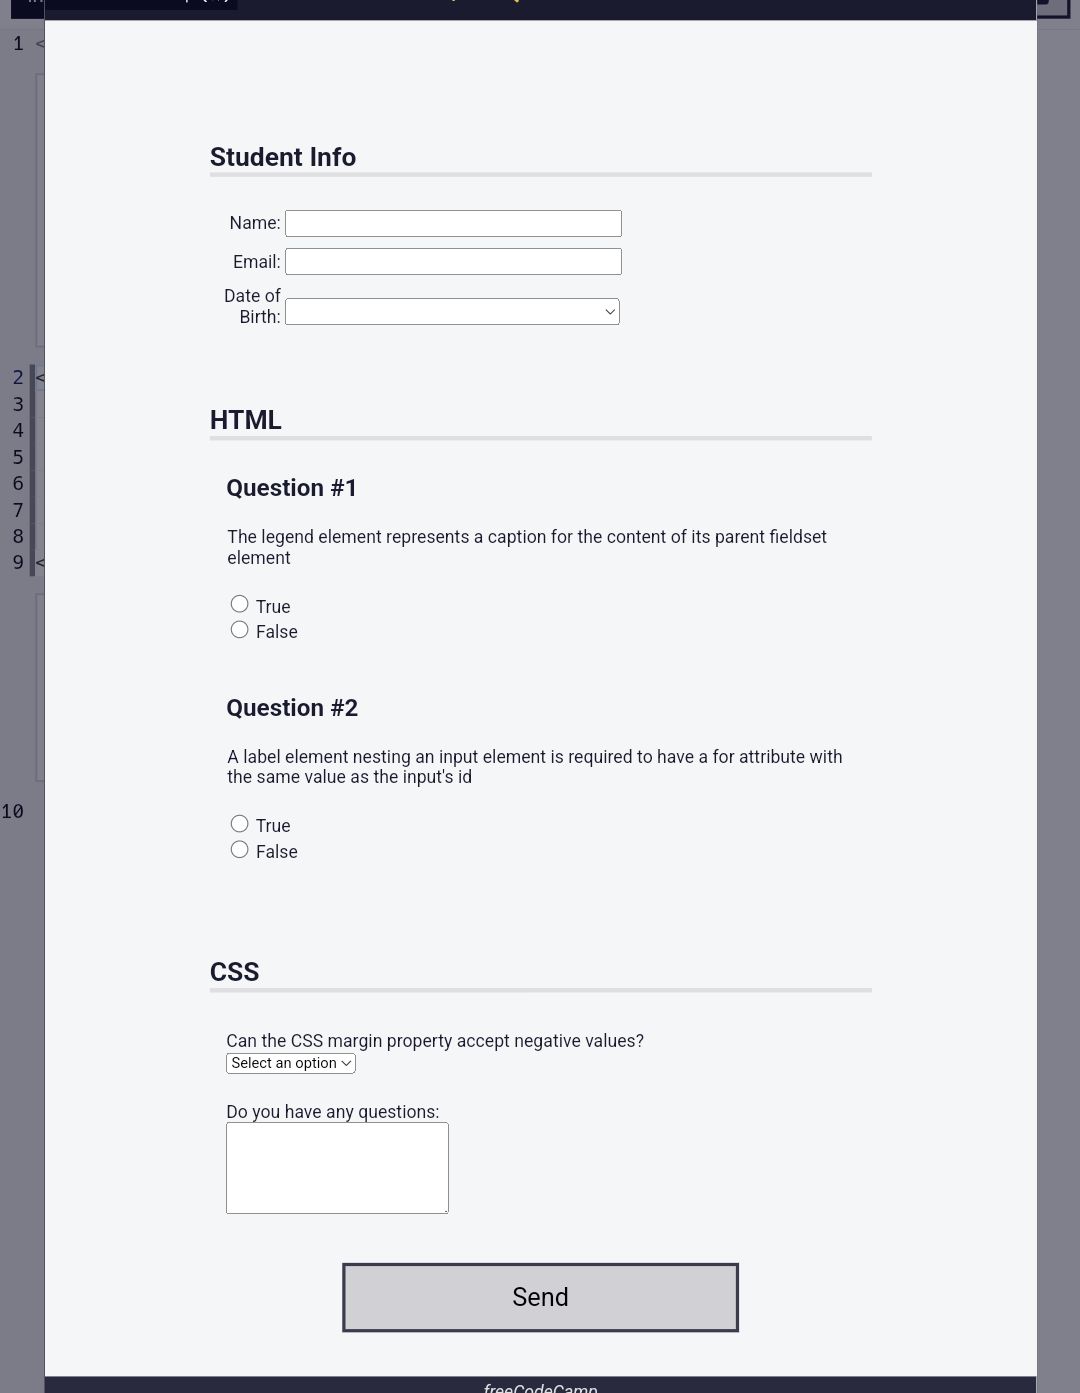 1 <
Student Info
Name:
Email:
Date of
Birth:
2 <
3
HTML
4
5
6
Question #1
7
8
The legend element represents a caption for the content of its parent fieldset
element
9 <
True
False
Question #2
A label element nesting an input element is required to have a for attribute with
the same value as the input's id
10
True
False
CSS
Can the CSS margin property accept negative values?
Select an option
Do you have any questions:
Send
freeCodeCamp